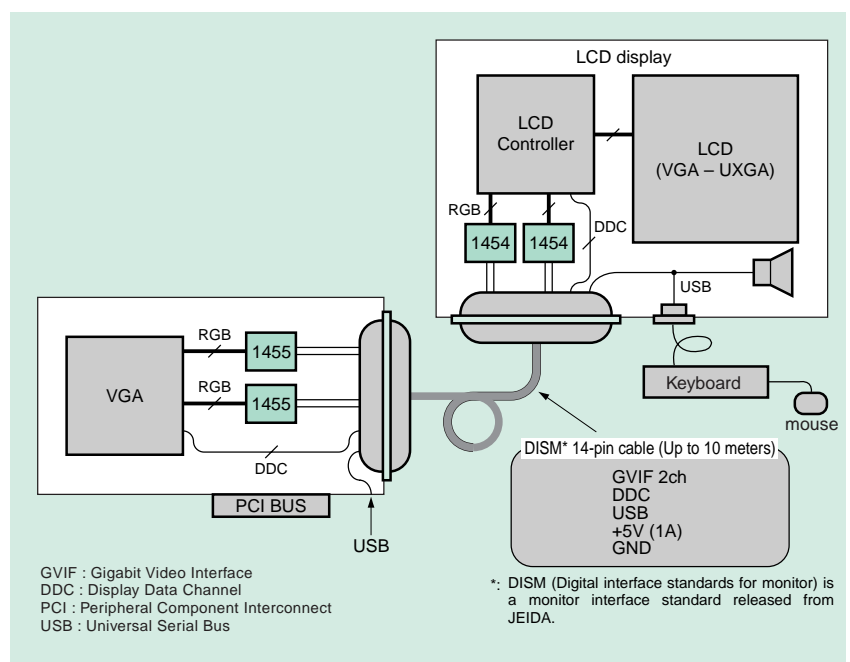 LCD display
LCD
Controller
LCD
(VGA – UXGA)
RGB
DDC
1454
1454
USB
RGB
1455
VGA
RGB
1455
DDC
Keyboard
mouse
PCI BUS
USB
DISM* 14-pin cable (Up to 10 meters)
GVIF 2ch
DDC
USB
+5V (1A)
GND
GVIF : Gigabit Video Interface
DDC : Display Data Channel
PCI : Peripheral Component Interconnect
USB : Universal Serial Bus
*: DISM (Digital interface standards for monitor) is
a monitor interface standard released from
JEIDA.